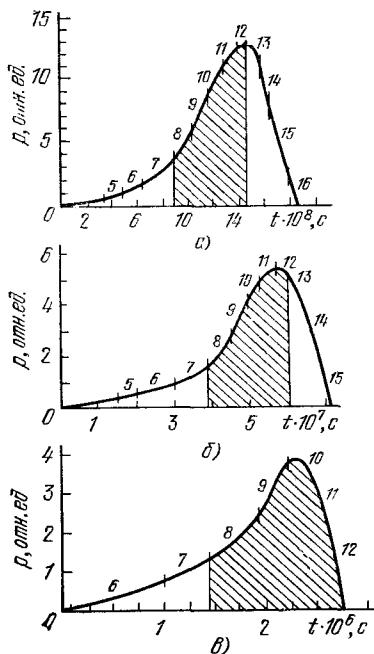 p, отн. ед.
15
10
5
0
5 6 7 8 9 10 11 12 13 14 15 16
2 6 10 14 t·10⁸, с
а)
p, отн. ед.
6
4
2
0
5 6 7 8 9 10 11 12 13 14 15
1 3 5 t·10⁷, с
б)
p, отн. ед
4
3
2
1
0
6 7 8 9 10 11 12
1 2 t·10⁶, с
в)